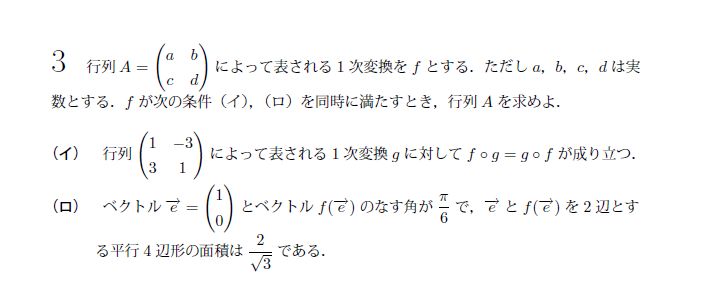 3 行列 A = \begin{pmatrix} a & b \\ c & d \end{pmatrix} によって表される 1 次変換を f とする．ただし a，b，c，d は実
数とする．f が次の条件（イ），（ロ）を同時に満たすとき，行列 A を求めよ．
（イ） 行列 \begin{pmatrix} 1 & -3 \\ 3 & 1 \end{pmatrix} によって表される 1 次変換 g に対して f∘g = g∘f が成り立つ．
（ロ） ベクトル \overrightarrow{e} = \begin{pmatrix} 1 \\ 0 \end{pmatrix} とベクトル f(\overrightarrow{e}) のなす角が \frac{π}{6} で，\overrightarrow{e} と f(\overrightarrow{e}) を 2 辺とす
る平行 4 辺形の面積は \frac{2}{\sqrt{3}} である．